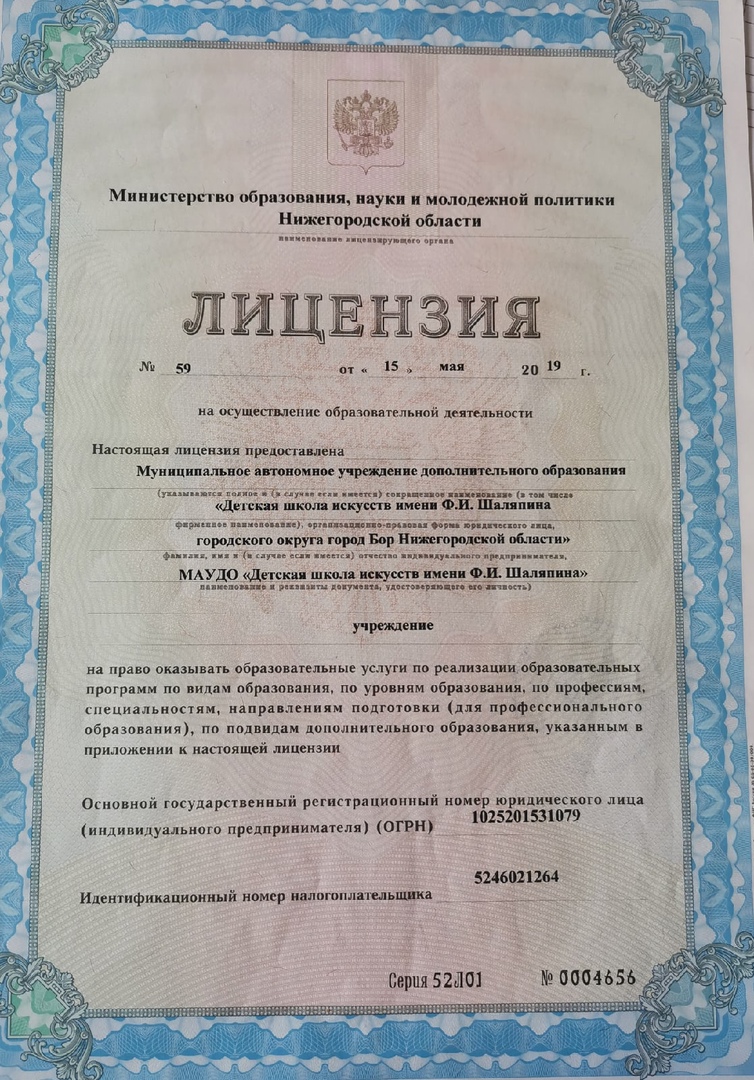 Министерство образования, науки и молодежной политики
Нижегородской области
наименование лицензирующего органа
ЛИЦЕНЗИЯ
№ 59 от « 15 » мая 20 19 г.
на осуществление образовательной деятельности
Настоящая лицензия предоставлена
Муниципальное автономное учреждение дополнительного образования
(указываются полное и (в случае если имеется) сокращенное наименование (в том числе
«Детская школа искусств имени Ф.И. Шаляпина
фирменное наименование), организационно-правовая форма юридического лица,
городского округа город Бор Нижегородской области»
фамилия, имя и (в случае если имеется) отчество индивидуального предпринимателя,
МАУДО «Детская школа искусств имени Ф.И. Шаляпина»
наименование и реквизиты документа, удостоверяющего его личность)
учреждение
на право оказывать образовательные услуги по реализации образовательных
программ по видам образования, по уровням образования, по профессиям,
специальностям, направлениям подготовки (для профессионального
образования), по подвидам дополнительного образования, указанным в
приложении к настоящей лицензии
Основной государственный регистрационный номер юридического лица
(индивидуального предпринимателя) (ОГРН) 1025201531079
Идентификационный номер налогоплательщика 5246021264
Серия 52Л01 № 0004656